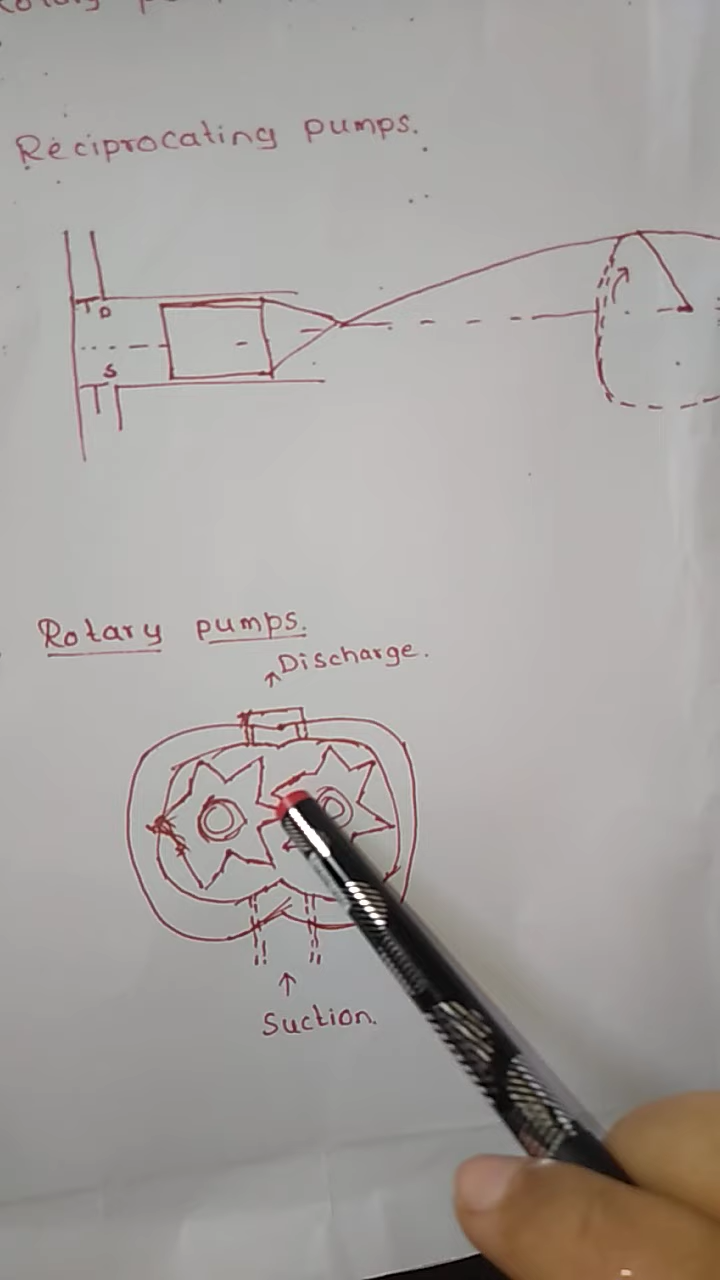 Reciprocating pumps.
D
S
Rotary pumps.
Discharge.
Suction.